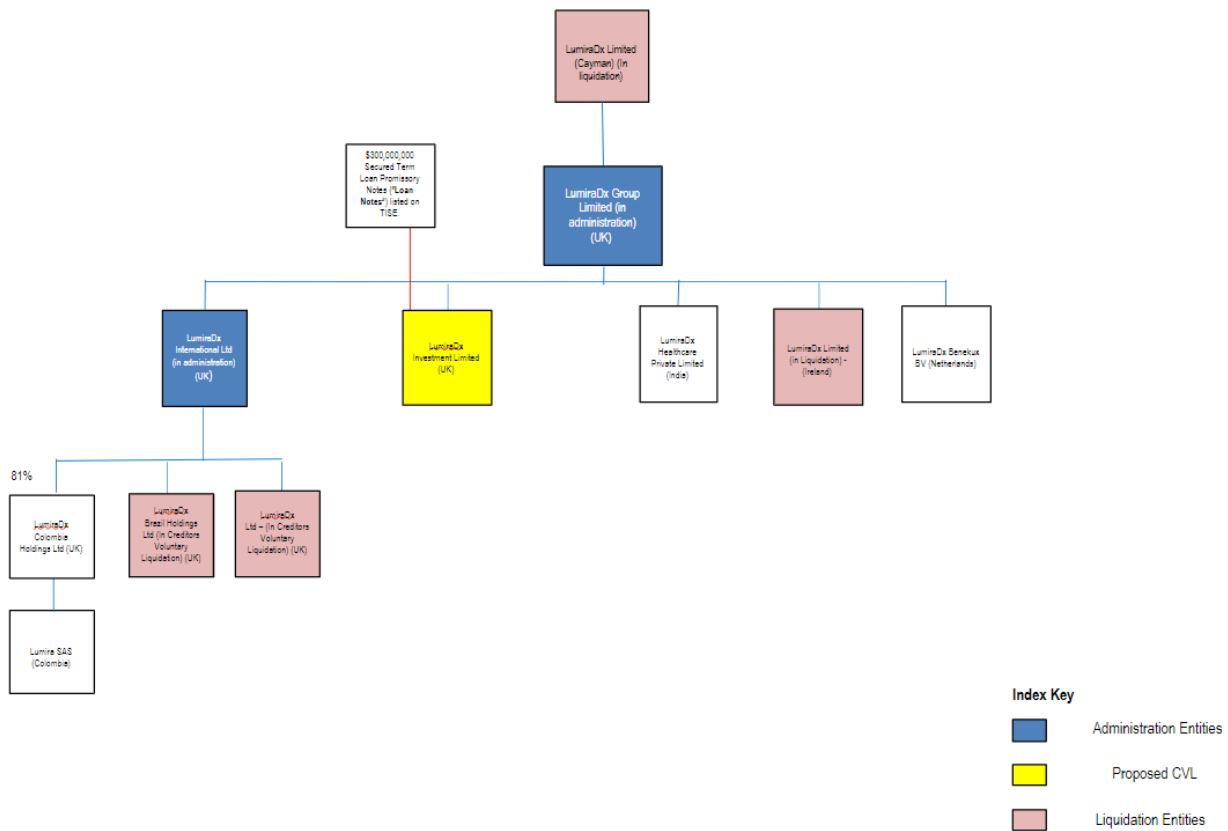 LumiraDx Limited
(Cayman) (In
liquidation)
$300,000,000
Secured Term
Loan Promissory
Notes ("Loan
Notes") listed on
TISE.
LumiraDx Group
Limited (in
administration)
(UK)
LumiraDx
International Ltd
(in administration)
(UK)
LumiraDx
Investment Limited
(UK)
LumiraDx
Healthcare
Private Limited
(India)
LumiraDx Limited
(in Liquidation) -
(Ireland)
LumiraDx Benekux
BV (Netherlands)
81%
LumiraDx
Colombia
Holdings Ltd (UK)
LumiraDx
Brazil Holdings
Ltd (In Creditors
Voluntary
Liquidation) (UK)
LumiraDx
Ltd – (In Creditors
Voluntary
Liquidation) (UK)
Lumira SAS
(Colombia)
Index Key
Administration Entities
Proposed CVL
Liquidation Entities